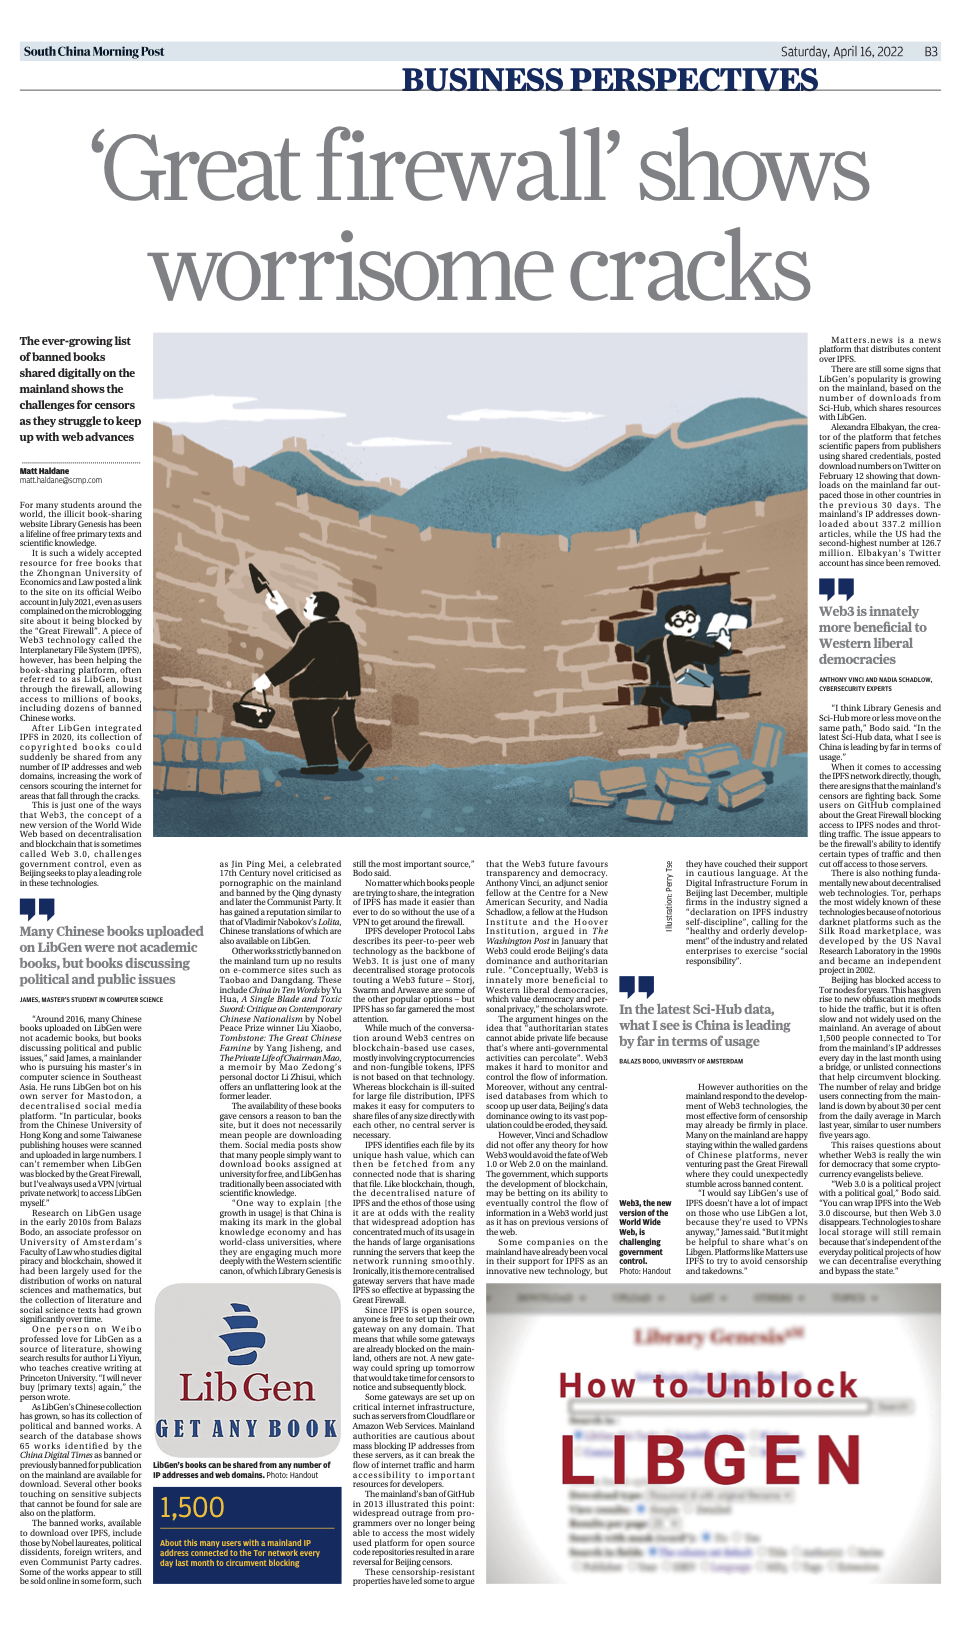 South China Morning Post
Saturday, April 16, 2022 B3
BUSINESS PERSPECTIVES
‘Great firewall’ shows
worrisome cracks
The ever-growing list
of banned books
shared digitally on the
mainland shows the
challenges for censors
as they struggle to keep
up with web advances
Matt Haldane
matt.haldane@scmp.com
For many students around the
world, the illicit book-sharing
website Library Genesis has been
a lifeline of free primary texts and
scientific knowledge.
It is such a widely accepted
resource for free books that
the Zhongnan University of
Economics and Law posted a link
to the site on its official Weibo
account in July 2021, even as users
complained on the microblogging
site about it being blocked by
the “Great Firewall”. A piece of
Web3 technology called the
Interplanetary File System (IPFS),
however, has been helping the
book-sharing platform, often
referred to as LibGen, bust
through the firewall, allowing
access to millions of books,
including dozens of banned
Chinese works.
After LibGen integrated
IPFS in 2020, its collection of
copyrighted books could
suddenly be shared from any
number of IP addresses and web
domains, increasing the work of
censors scouring the internet for
areas that fall through the cracks.
This is just one of the ways
that Web3, the concept of a
new version of the World Wide
Web based on decentralisation
and blockchain that is sometimes
called Web 3.0, challenges
government control, even as
Beijing seeks to play a leading role
in these technologies.
Many Chinese books uploaded
on LibGen were not academic
books, but books discussing
political and public issues
JAMES, MASTER’S STUDENT IN COMPUTER SCIENCE
“Around 2016, many Chinese
books uploaded on LibGen were
not academic books, but books
discussing political and public
issues,” said James, a mainlander
who is pursuing his master’s in
computer science in Southeast
Asia. He runs LibGen bot on his
own server for Mastodon, a
decentralised social media
platform. “In particular, books
from the Chinese University of
Hong Kong and some Taiwanese
publishing houses were scanned
and uploaded in large numbers. I
can’t remember when LibGen
was blocked by the Great Firewall,
but I’ve always used a VPN [virtual
private network] to access LibGen
myself.”
Research on LibGen usage
in the early 2010s from Balazs
Bodo, an associate professor on
University of Amsterdam’s
Faculty of Law who studies digital
piracy and blockchain, showed it
had been largely used for the
distribution of works on natural
sciences and mathematics, but
the collection of literature and
social science texts had grown
significantly over time.
One person on Weibo
professed love for LibGen as a
source of literature, showing
search results for author Li Yiyun,
who teaches creative writing at
Princeton University. “I will never
buy [primary texts] again,” the
person wrote.
As LibGen’s Chinese collection
has grown, so has its collection of
political and banned works. A
search of the database shows
65 works identified by the
China Digital Times as banned or
previously banned for publication
on the mainland are available for
download. Several other books
touching on sensitive subjects
that cannot be found for sale are
also on the platform.
The banned works, available
to download over IPFS, include
those by Nobel laureates, political
dissidents, foreign writers, and
even Communist Party cadres.
Some of the works appear to still
be sold online in some form, such
as Jin Ping Mei, a celebrated
17th Century novel criticised as
pornographic on the mainland
and banned by the Qing dynasty
and later the Communist Party. It
has gained a reputation similar to
that of Vladimir Nabokov’s Lolita,
Chinese translations of which are
also available on LibGen.
Other works strictly banned on
the mainland turn up no results
on e-commerce sites such as
Taobao and Dangdang. These
include China in Ten Words by Yu
Hua, A Single Blade and Toxic
Sword: Critique on Contemporary
Chinese Nationalism by Nobel
Peace Prize winner Liu Xiaobo,
Tombstone: The Great Chinese
Famine by Yang Jisheng, and
The Private Life of Chairman Mao,
a memoir by Mao Zedong’s
personal doctor Li Zhisui, which
offers an unflattering look at the
former leader.
The availability of these books
gave censors a reason to ban the
site, but it does not necessarily
mean people are downloading
them. Social media posts show
that many people simply want to
download books assigned at
university for free, and LibGen has
traditionally been associated with
scientific knowledge.
“One way to explain [the
growth in usage] is that China is
making its mark in the global
knowledge economy and has
world-class universities, where
they are engaging much more
deeply with the Western scientific
canon, of which Library Genesis is
LibGen
GET ANY BOOK
LibGen’s books can be shared from any number of
IP addresses and web domains. Photo: Handout
1,500
About this many users with a mainland IP
address connected to the Tor network every
day last month to circumvent blocking
still the most important source,”
Bodo said.
No matter which books people
are trying to share, the integration
of IPFS has made it easier than
ever to do so without the use of a
VPN to get around the firewall.
IPFS developer Protocol Labs
describes its peer-to-peer web
technology as the backbone of
Web3. It is just one of many
decentralised storage protocols
touting a Web3 future – Storj,
Swarm and Arweave are some of
the other popular options – but
IPFS has so far garnered the most
attention.
While much of the conversa-
tion around Web3 centres on
blockchain-based use cases,
mostly involving cryptocurrencies
and non-fungible tokens, IPFS
is not based on that technology.
Whereas blockchain is ill-suited
for large file distribution, IPFS
makes it easy for computers to
share files of any size directly with
each other, no central server is
necessary.
IPFS identifies each file by its
unique hash value, which can
then be fetched from any
connected node that is sharing
that file. Like blockchain, though,
the decentralised nature of
IPFS and the ethos of those using
it are at odds with the reality
that widespread adoption has
concentrated much of its usage in
the hands of large organisations
running the servers that keep the
network running smoothly.
Ironically, it is the more centralised
gateway servers that have made
IPFS so effective at bypassing the
Great Firewall.
Since IPFS is open source,
anyone is free to set up their own
gateway on any domain. That
means that while some gateways
are already blocked on the main-
land, others are not. A new gate-
way could spring up tomorrow
that would take time for censors to
notice and subsequently block.
Some gateways are set up on
critical internet infrastructure,
such as servers from Cloudflare or
Amazon Web Services. Mainland
authorities are cautious about
mass blocking IP addresses from
these servers, as it can break the
flow of internet traffic and harm
accessibility to important
resources for developers.
The mainland’s ban of GitHub
in 2013 illustrated this point:
widespread outrage from pro-
grammers over no longer being
able to access the most widely
used platform for open source
code repositories resulted in a rare
reversal for Beijing censors.
These censorship-resistant
properties have led some to argue
that the Web3 future favours
transparency and democracy.
Anthony Vinci, an adjunct senior
fellow at the Centre for a New
American Security, and Nadia
Schadlow, a fellow at the Hudson
Institute and the Hoover
Institution, argued in The
Washington Post in January that
Web3 could erode Beijing’s data
dominance and authoritarian
rule. “Conceptually, Web3 is
innately more beneficial to
Western liberal democracies,
which value democracy and per-
sonal privacy,” the scholars wrote.
The argument hinges on the
idea that “authoritarian states
cannot abide private life because
that’s where anti-governmental
activities can percolate”. Web3
makes it hard to monitor and
control the flow of information.
Moreover, without any central-
ised databases from which to
scoop up user data, Beijing’s data
dominance owing to its vast pop-
ulation could be eroded, they said.
However, Vinci and Schadlow
did not offer any theory for how
Web3 would avoid the fate of Web
1.0 or Web 2.0 on the mainland.
The government, which supports
the development of blockchain,
may be betting on its ability to
eventually control the flow of
information in a Web3 world just
as it has on previous versions of
the web.
Some companies on the
mainland have already been vocal
in their support for IPFS as an
innovative new technology, but
Illustration: Perry Tse
they have couched their support
in cautious language. At the
Digital Infrastructure Forum in
Beijing last December, multiple
firms in the industry signed a
“declaration on IPFS industry
self-discipline”, calling for the
“healthy and orderly develop-
ment” of the industry and related
enterprises to exercise “social
responsibility”.
In the latest Sci-Hub data,
what I see is China is leading
by far in terms of usage
BALAZS BODO, UNIVERSITY OF AMSTERDAM
However authorities on the
mainland respond to the develop-
ment of Web3 technologies, the
most effective form of censorship
may already be firmly in place.
Many on the mainland are happy
staying within the walled gardens
of Chinese platforms, never
venturing past the Great Firewall
where they could unexpectedly
stumble across banned content.
“I would say LibGen’s use of
IPFS doesn’t have a lot of impact
on those who use LibGen a lot,
because they’re used to VPNs
anyway,” James said. “But it might
be helpful to share what’s on
Libgen. Platforms like Matters use
IPFS to try to avoid censorship
and takedowns.”
Web3, the new
version of the
World Wide
Web, is
challenging
government
control.
Photo: Handout
Matters.news is a news
platform that distributes content
over IPFS.
There are still some signs that
LibGen’s popularity is growing
on the mainland, based on the
number of downloads from
Sci-Hub, which shares resources
with LibGen.
Alexandra Elbakyan, the crea-
tor of the platform that fetches
scientific papers from publishers
using shared credentials, posted
download numbers on Twitter on
February 12 showing that down-
loads on the mainland far out-
paced those in other countries in
the previous 30 days. The
mainland’s IP addresses down-
loaded about 337.2 million
articles, while the US had the
second-highest number at 126.7
million. Elbakyan’s Twitter
account has since been removed.
Web3 is innately
more beneficial to
Western liberal
democracies
ANTHONY VINCI AND NADIA SCHADLOW,
CYBERSECURITY EXPERTS
“I think Library Genesis and
Sci-Hub more or less move on the
same path,” Bodo said. “In the
latest Sci-Hub data, what I see is
China is leading by far in terms of
usage.”
When it comes to accessing
the IPFS network directly, though,
there are signs that the mainland’s
censors are fighting back. Some
users on GitHub complained
about the Great Firewall blocking
access to IPFS nodes and throt-
tling traffic. The issue appears to
be the firewall’s ability to identify
certain types of traffic and then
cut off access to those servers.
There is also nothing funda-
mentally new about decentralised
web technologies. Tor, perhaps
the most widely known of these
technologies because of notorious
darknet platforms such as the
Silk Road marketplace, was
developed by the US Naval
Research Laboratory in the 1990s
and became an independent
project in 2002.
Beijing has blocked access to
Tor nodes for years. This has given
rise to new obfuscation methods
to hide the traffic, but it is often
slow and not widely used on the
mainland. An average of about
1,500 people connected to Tor
from the mainland’s IP addresses
every day in the last month using
a bridge, or unlisted connections
that help circumvent blocking.
The number of relay and bridge
users connecting from the main-
land is down by about 30 per cent
from the daily average in March
last year, similar to user numbers
five years ago.
This raises questions about
whether Web3 is really the win
for democracy that some crypto-
currency evangelists believe.
“Web 3.0 is a political project
with a political goal,” Bodo said.
“You can wrap IPFS into the Web
3.0 discourse, but then Web 3.0
disappears. Technologies to share
local storage will still remain
because that’s independent of the
everyday political projects of how
we can decentralise everything
and bypass the state.”
Library Genesis
How to Unblock
LIBGEN